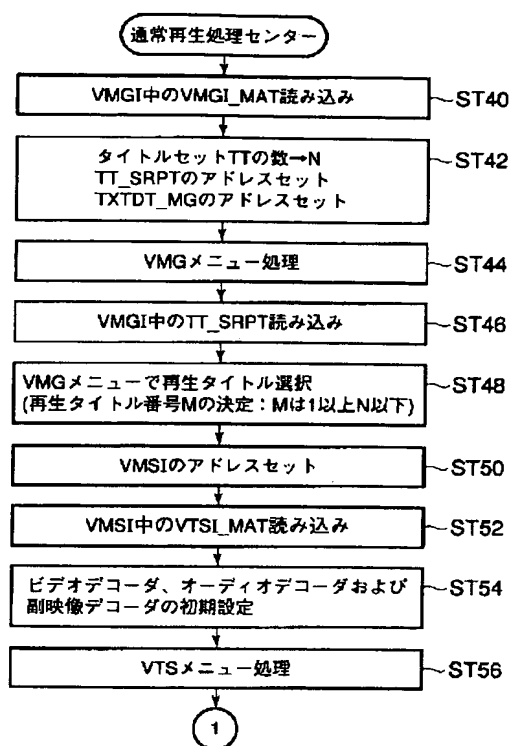 通常再生処理センター
VMGI中のVMGI_MAT読み込み
ST40
タイトルセットTTの数→N
TT_SRPTのアドレスセット
TXTDT_MGのアドレスセット
ST42
VMGメニュー処理
ST44
VMGI中のTT_SRPT読み込み
ST46
VMGメニューで再生タイトル選択
(再生タイトル番号Mの決定：Mは1以上N以下)
ST48
VMSIのアドレスセット
ST50
VMSI中のVTSI_MAT読み込み
ST52
ビデオデコーダ、オーディオデコーダおよび
副映像デコーダの初期設定
ST54
VTSメニュー処理
ST56
1